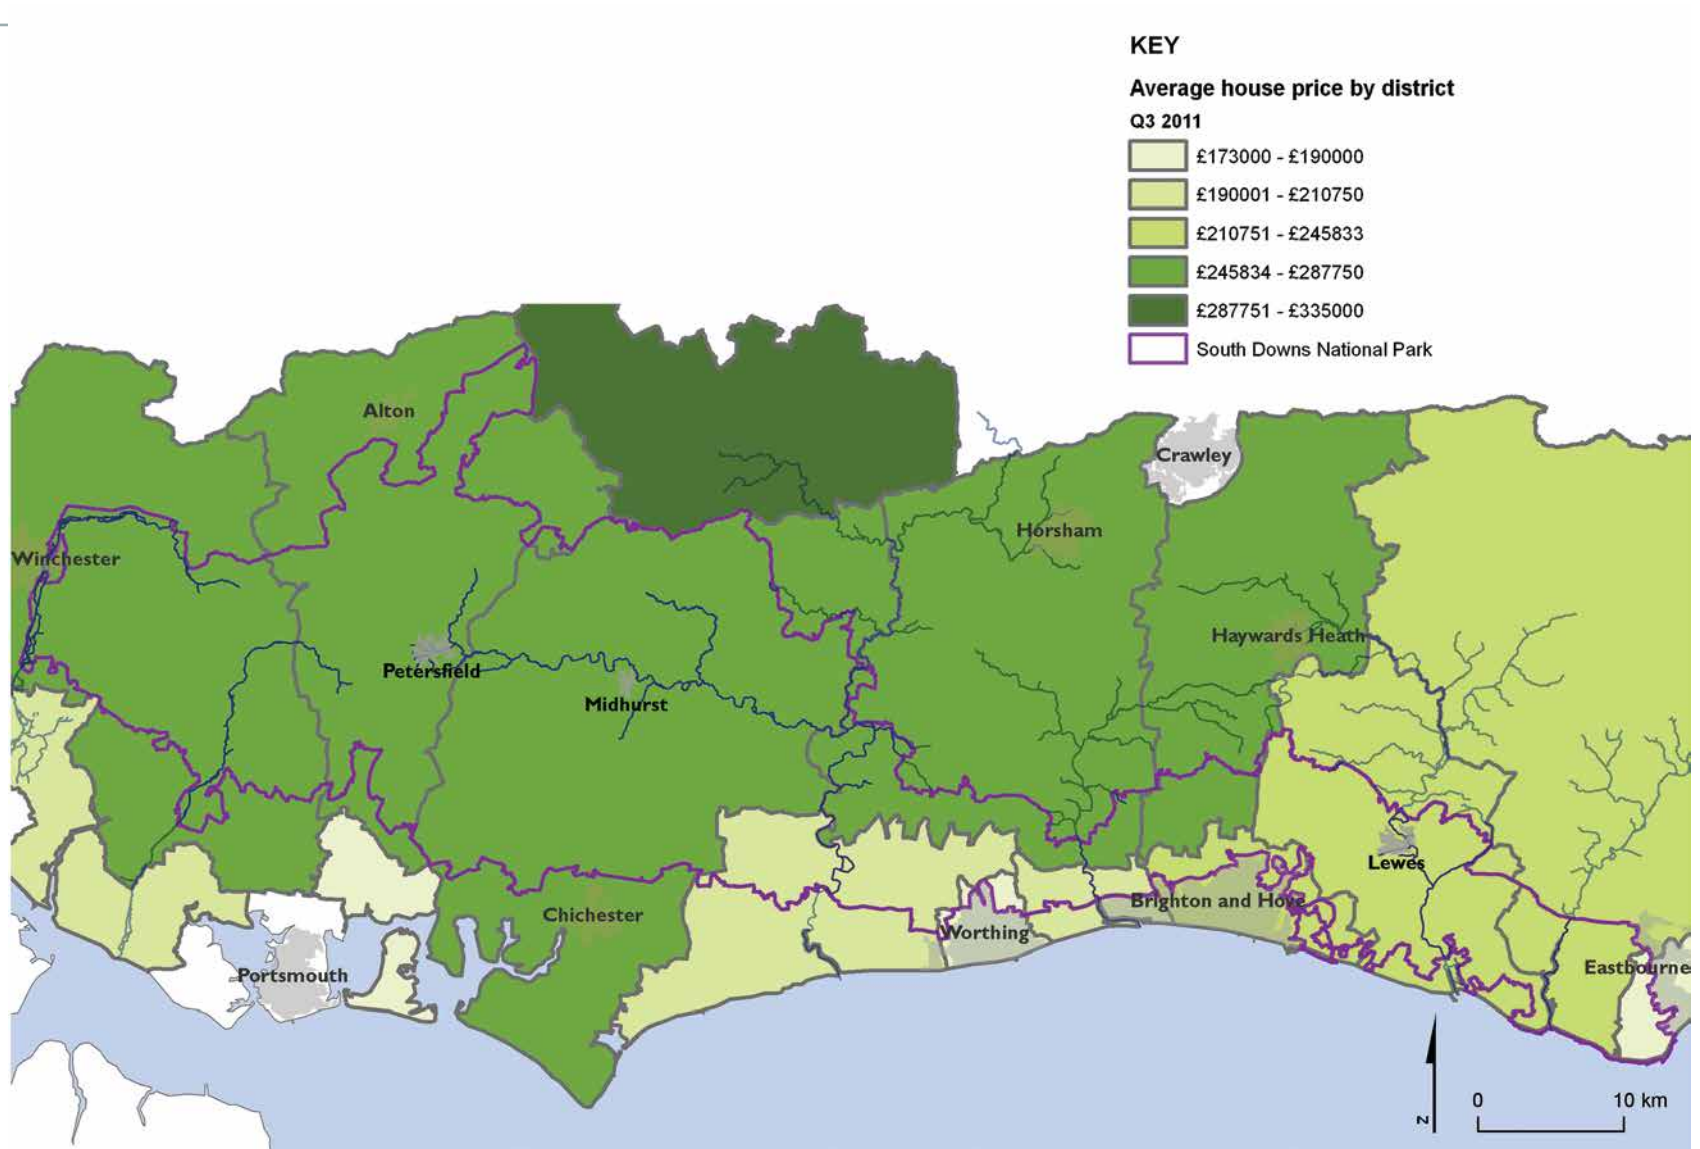 KEY
Average house price by district
Q3 2011
£173000 - £190000
£190001 - £210750
£210751 - £245833
£245834 - £287750
£287751 - £335000
South Downs National Park
Alton
Crawley
Horsham
Winchester
Haywards Heath
Petersfield
Midhurst
Lewes
Brighton and Hove
Chichester
Worthing
Eastbourne
Portsmouth
0 10 km
N